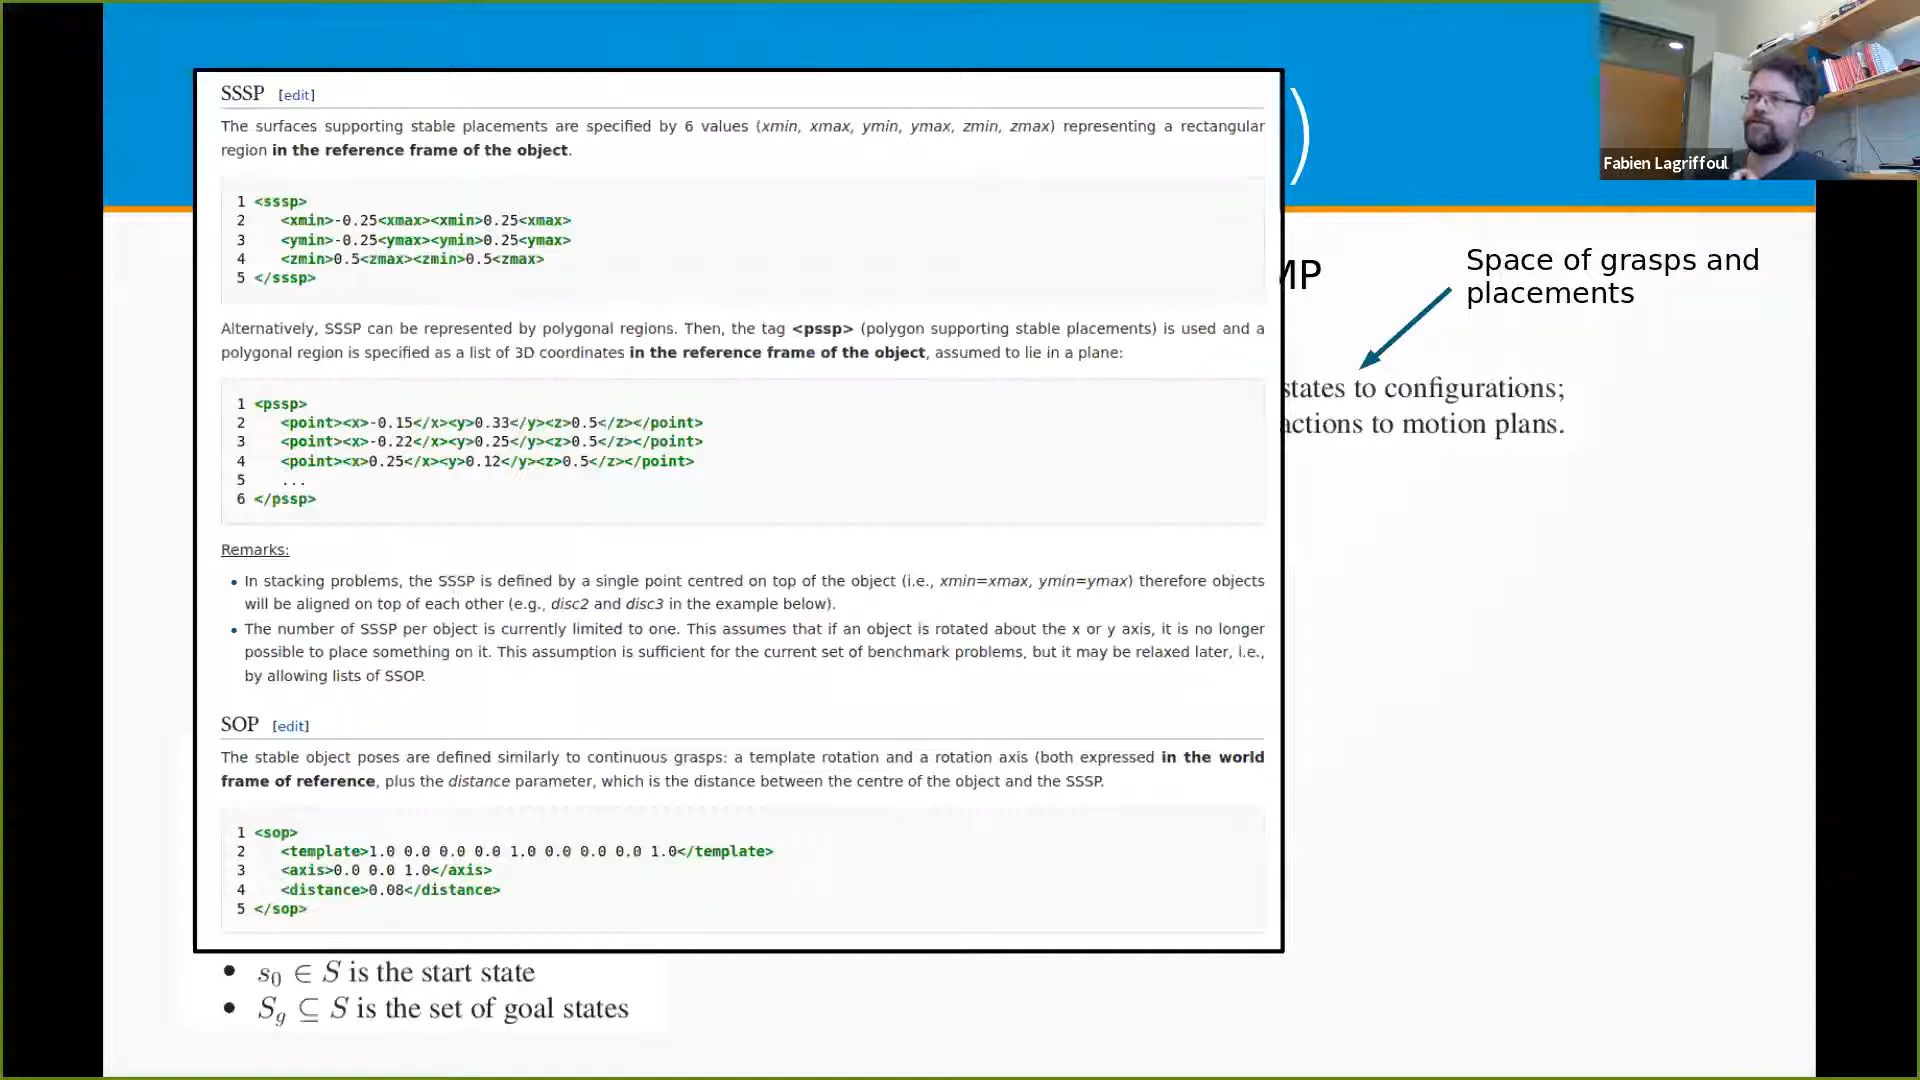 SSSP [edit]
The surfaces supporting stable placements are specified by 6 values (xmin, xmax, ymin, ymax, zmin, zmax) representing a rectangular
region in the reference frame of the object.
1 <sssp>
2 <xmin>-0.25<xmax><xmin>0.25<xmax>
3 <ymin>-0.25<ymax><ymin>0.25<ymax>
4 <zmin>0.5<zmax><zmin>0.5<zmax>
5 </sssp>
Alternatively, SSSP can be represented by polygonal regions. Then, the tag <pssp> (polygon supporting stable placements) is used and a
polygonal region is specified as a list of 3D coordinates in the reference frame of the object, assumed to lie in a plane:
1 <pssp>
2 <point><x>-0.15</x><y>0.33</y><z>0.5</z></point>
3 <point><x>-0.22</x><y>0.25</y><z>0.5</z></point>
4 <point><x>0.25</x><y>0.12</y><z>0.5</z></point>
5 ...
6 </pssp>
Remarks:
• In stacking problems, the SSSP is defined by a single point centred on top of the object (i.e., xmin=xmax, ymin=ymax) therefore objects
will be aligned on top of each other (e.g., disc2 and disc3 in the example below).
• The number of SSSP per object is currently limited to one. This assumes that if an object is rotated about the x or y axis, it is no longer
possible to place something on it. This assumption is sufficient for the current set of benchmark problems, but it may be relaxed later, i.e.,
by allowing lists of SSOP.
SOP [edit]
The stable object poses are defined similarly to continuous grasps: a template rotation and a rotation axis (both expressed in the world
frame of reference, plus the distance parameter, which is the distance between the centre of the object and the SSSP.
1 <sop>
2 <template>1.0 0.0 0.0 0.0 1.0 0.0 0.0 0.0 1.0</template>
3 <axis>0.0 0.0 1.0</axis>
4 <distance>0.08</distance>
5 </sop>
• s₀ ∈ S is the start state
• S_g ⊆ S is the set of goal states
)
MP
Space of grasps and
placements
states to configurations;
actions to motion plans.
Fabien Lagriffoul